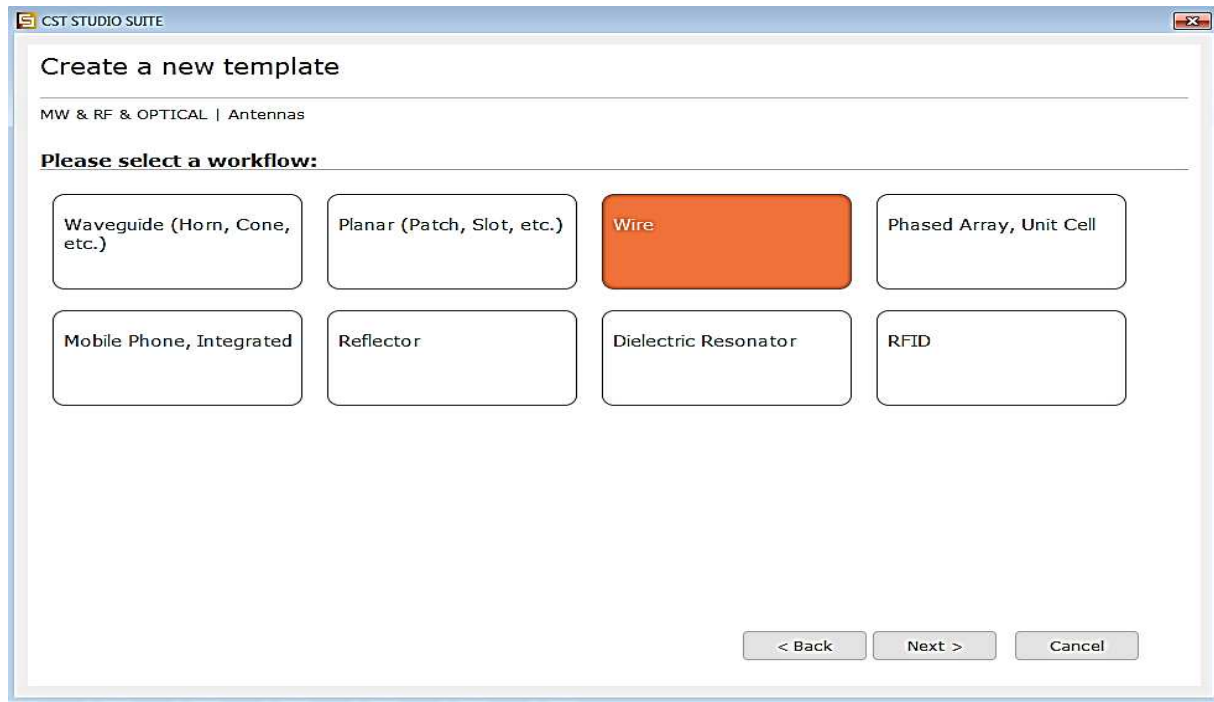 CST STUDIO SUITE
Create a new template
MW & RF & OPTICAL | Antennas
Please select a workflow:
Waveguide (Horn, Cone,
etc.)
Planar (Patch, Slot, etc.)
Wire
Phased Array, Unit Cell
Mobile Phone, Integrated
Reflector
Dielectric Resonator
RFID
< Back
Next >
Cancel